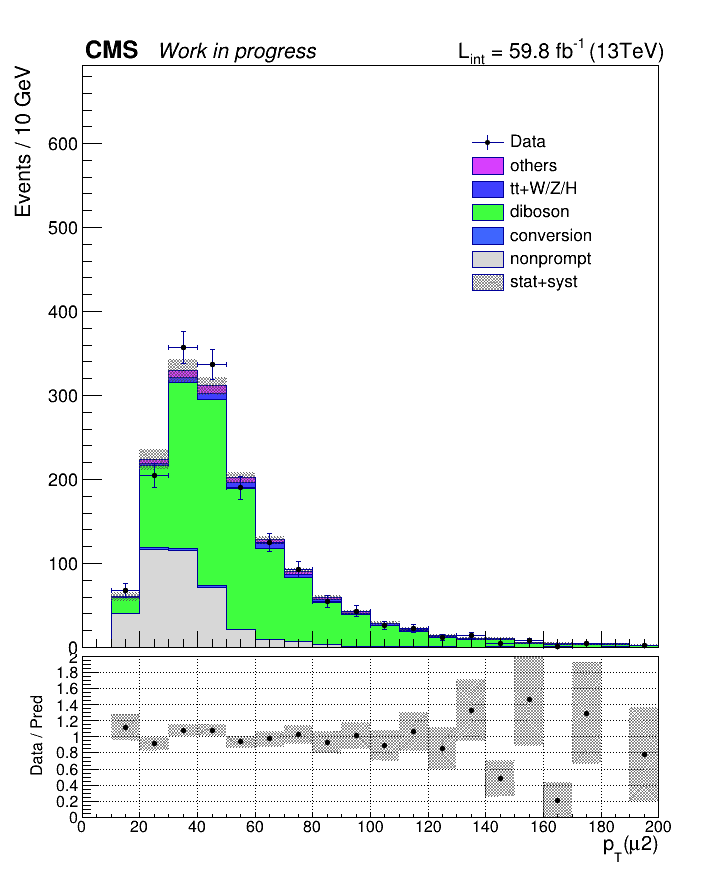 CMS Work in progress L_int = 59.8 fb^-1 (13TeV)
Events / 10 GeV
600
500
400
300
200
100
0
Data
others
tt+W/Z/H
diboson
conversion
nonprompt
stat+syst
Data / Pred
2
1.8
1.6
1.4
1.2
1
0.8
0.6
0.4
0.2
0
0 20 40 60 80 100 120 140 160 180 200
p_T(μ2)